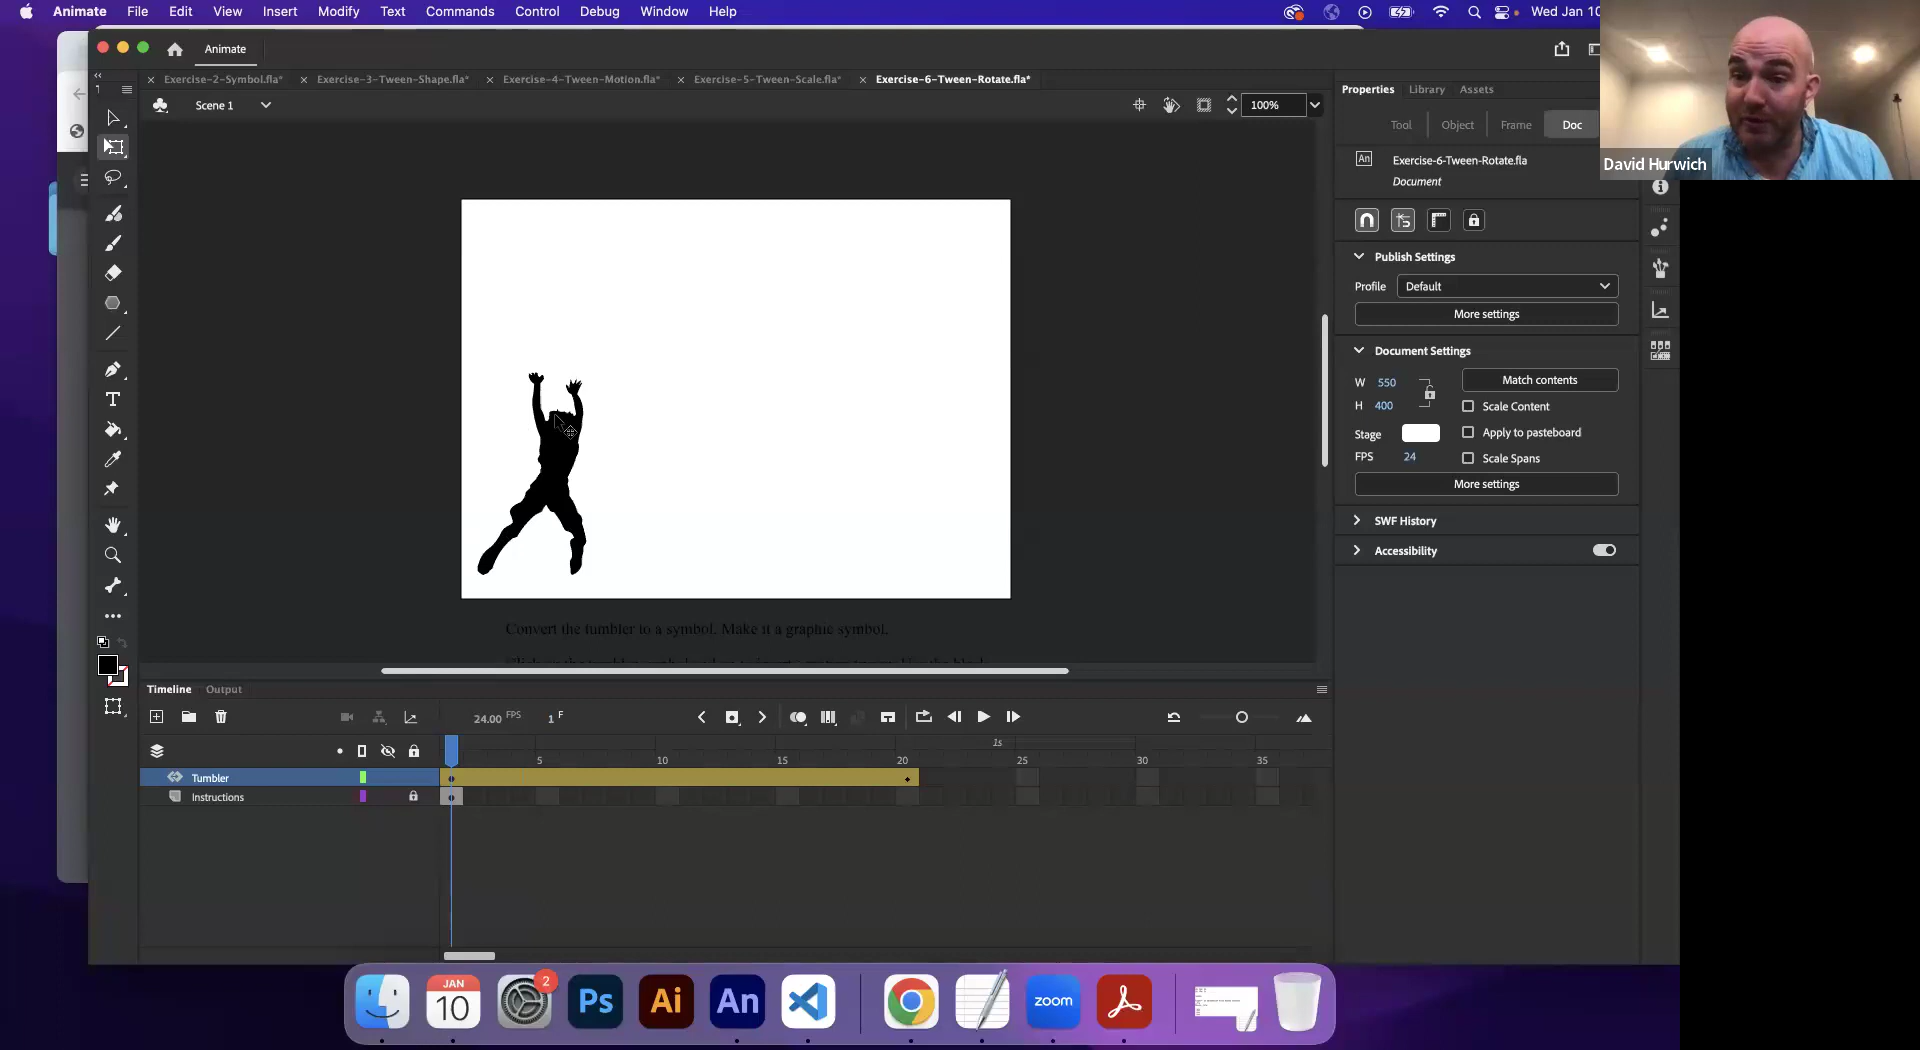 Animate File Edit View Insert Modify Commands Text Control Debug Window Help
Wed Jan 10
Animate
Exercise-2-Symbol.fla* Exercise-3-Tween-Shape.fla* Exercise-4-Tween-Motion.fla* Exercise-5-Tween-Scale.fla* Exercise-6-Tween-Rotate.fla*
Scene 1
100%
Properties Library Assets
Tool Object Frame Doc
An
Exercise-6-Tween-Rotate.fla
Document
Publish Settings
Profile Default
More settings
Document Settings
W 550
Match contents
H 400
Scale Content
Stage
Apply to pasteboard
FPS 24
Scale Spans
More settings
SWF History
Accessibility
David Hurwich
Convert the tumbler to a symbol. Make it a graphic symbol.
Timeline Output
24.00 FPS 1 F
1s
5 10 15 20 25 30 35
Tumbler
Instructions
JAN
10
2
Ps
Ai
An
zoom